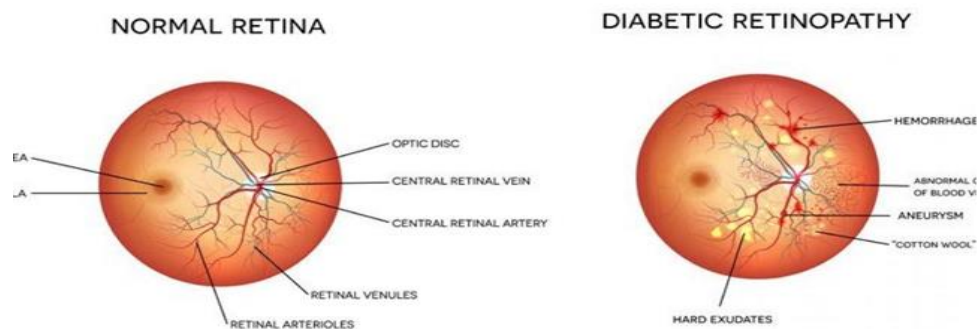 NORMAL RETINA
EA
LA
OPTIC DISC
CENTRAL RETINAL VEIN
CENTRAL RETINAL ARTERY
RETINAL VENULES
RETINAL ARTERIOLES
DIABETIC RETINOPATHY
HEMORRHAGE
ABNORMAL
OF BLOOD V
ANEURYSM
"COTTON WOOL"
HARD EXUDATES